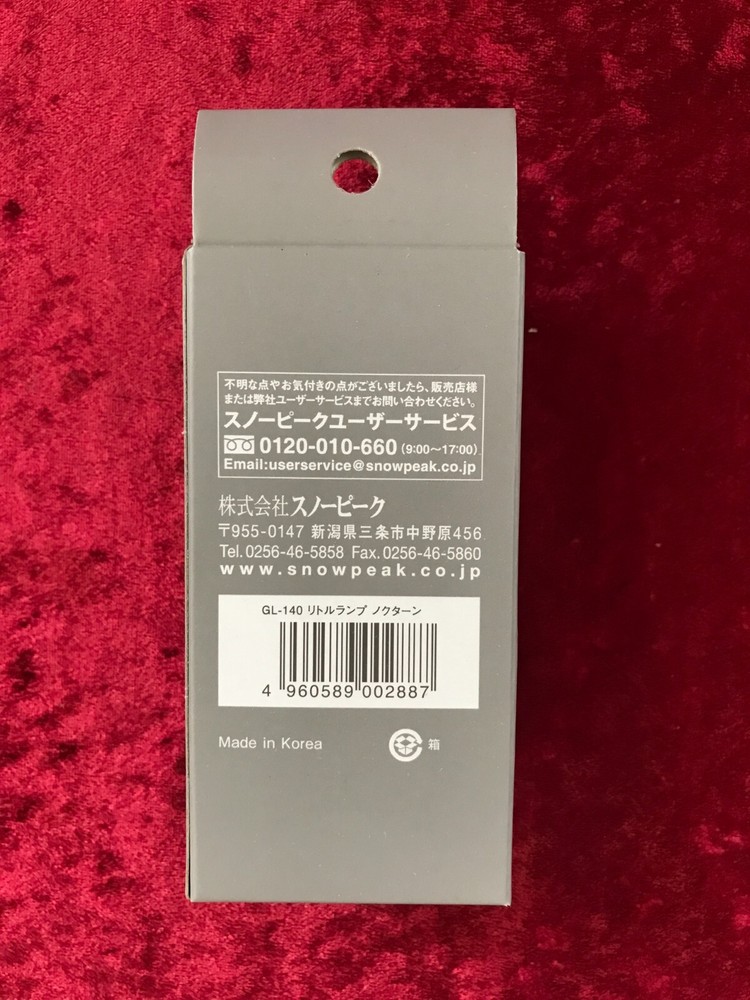 不明な点やお気付きの点がございましたら、販売店様
または弊社ユーザーサービスまでお問い合わせください。
スノーピークユーザーサービス
0120-010-660 (9:00〜17:00)
Email:userservice@snowpeak.co.jp
株式会社スノーピーク
〒955-0147 新潟県三条市中野原456
Tel.0256-46-5858 Fax.0256-46-5860
www.snowpeak.co.jp
GL-140 リトルランプ ノクターン
4 960589 002887
Made in Korea
箱